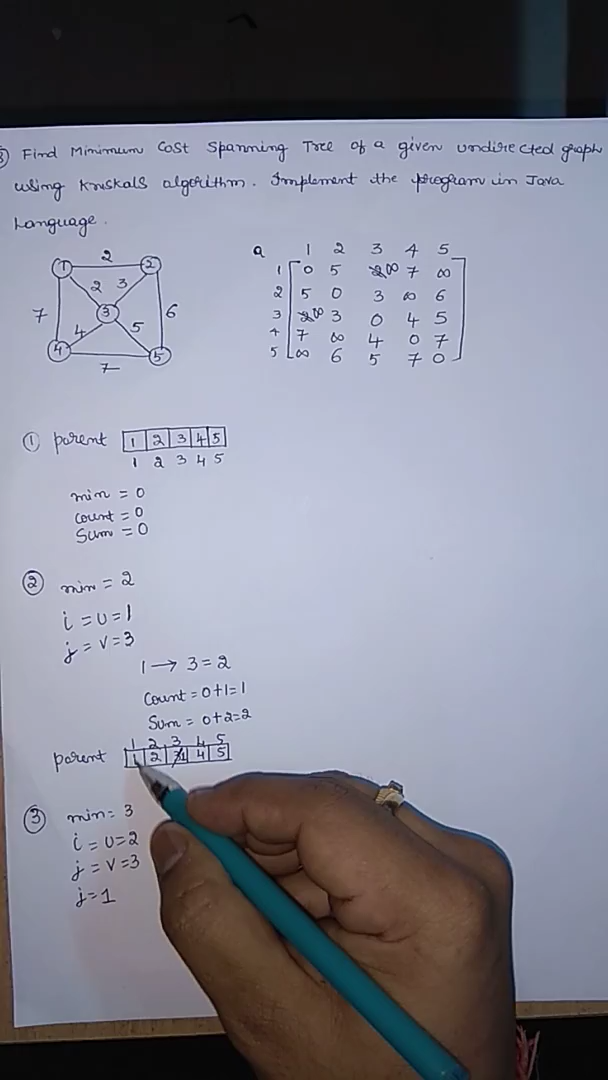 Find Minimum Cost Spanning Tree of a given undirected graph
using Kruskals algorithm. Implement the program in Java
Language.
1 2 2
2 3
7 3 6
4 5
4 5
7
a 1 2 3 4 5
1 0 5 ∞ 7 ∞
2 5 0 3 ∞ 6
3 ∞ 3 0 4 5
4 7 ∞ 4 0 7
5 ∞ 6 5 7 0
① parent 1 2 3 4 5
1 2 3 4 5
min = 0
count = 0
Sum = 0
② min = 2
i = u = 1
j = v = 3
1 → 3 = 2
Count = 0+1=1
Sum = 0+2=2
1 2 3 4 5
parent 1 2 1 4 5
③ min = 3
i = u = 2
j = v = 3
j = 1